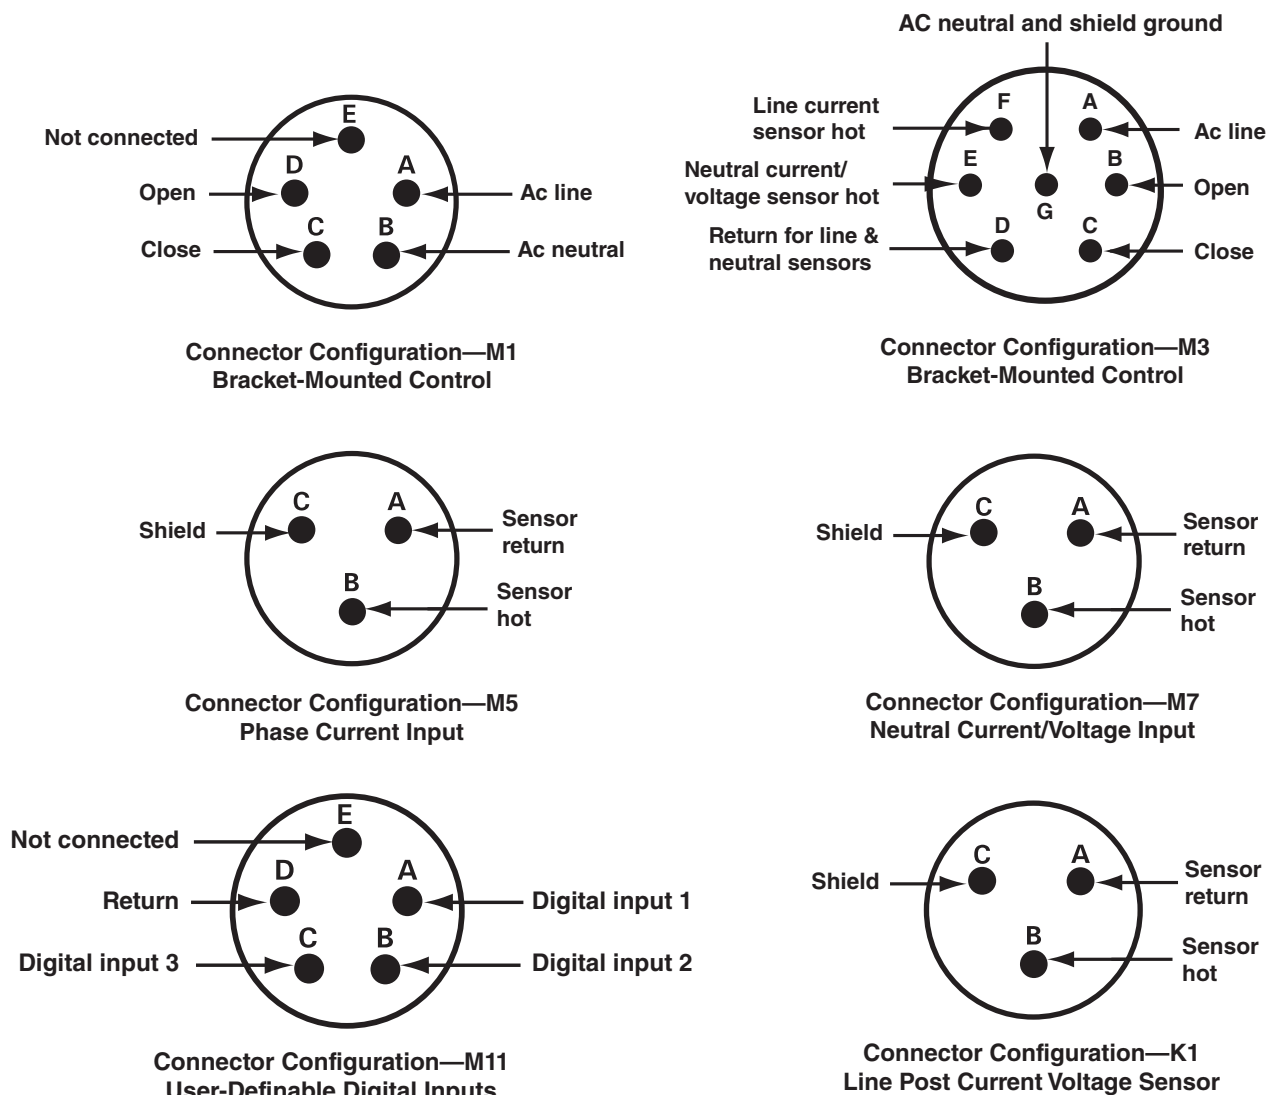 Not connected
E
D
A
Open
Ac line
C
B
Close
Ac neutral
Connector Configuration—M1
Bracket-Mounted Control
AC neutral and shield ground
Line current
sensor hot
F
A
Ac line
Neutral current/
voltage sensor hot
E
B
Open
G
Return for line &
neutral sensors
D
C
Close
Connector Configuration—M3
Bracket-Mounted Control
C
A
Shield
Sensor
return
B
Sensor
hot
Connector Configuration—M5
Phase Current Input
C
A
Shield
Sensor
return
B
Sensor
hot
Connector Configuration—M7
Neutral Current/Voltage Input
E
Not connected
D
A
Return
Digital input 1
C
B
Digital input 3
Digital input 2
Connector Configuration—M11
User-Definable Digital Inputs
C
A
Shield
Sensor
return
B
Sensor
hot
Connector Configuration—K1
Line Post Current Voltage Sensor